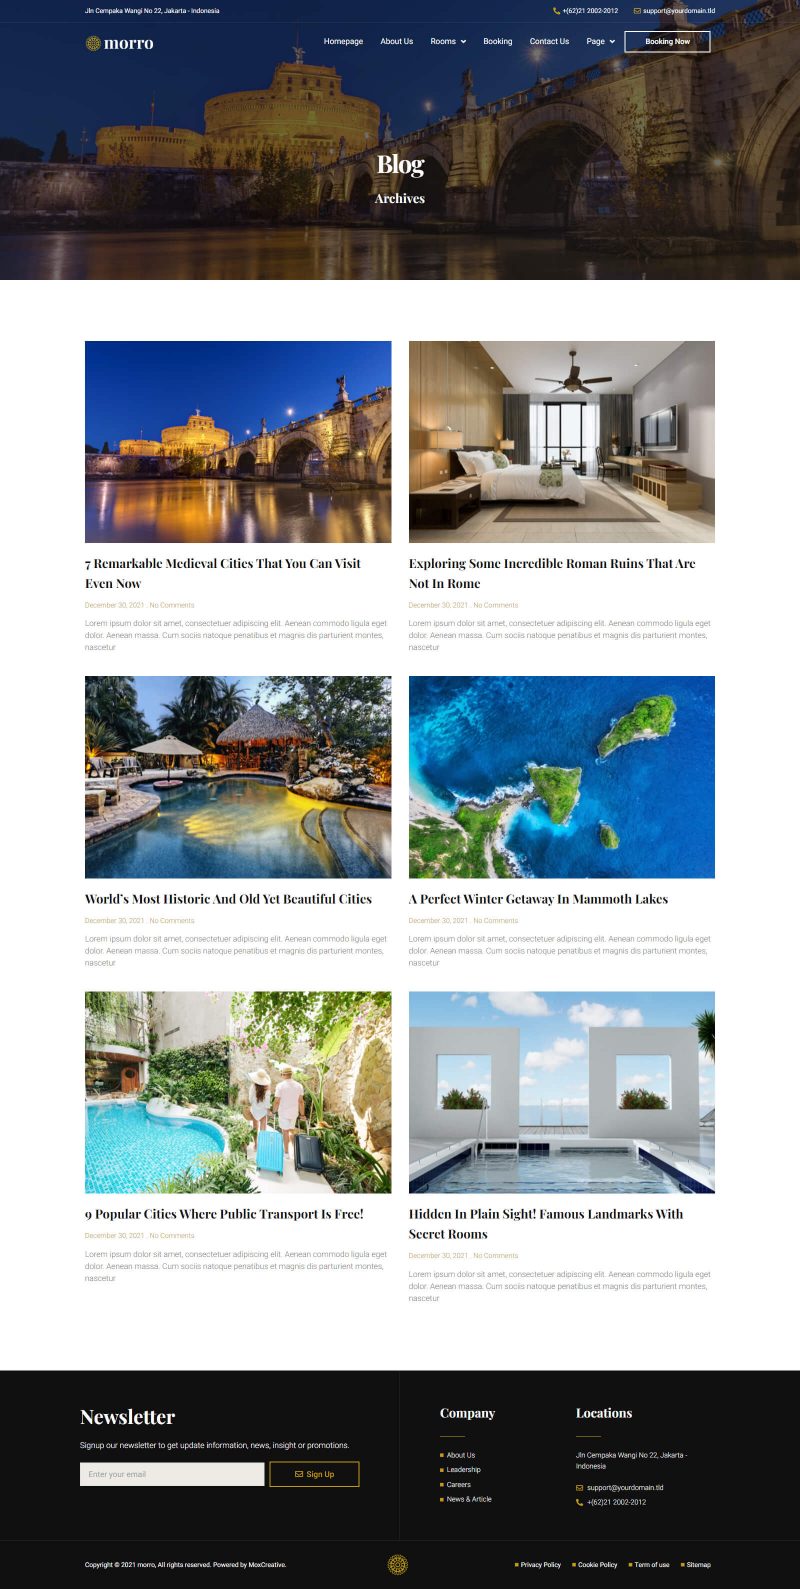 Jln Cempaka Wangi No 22, Jakarta - Indonesia
+(62)21 2002-2012
support@yourdomain.tld
morro
Homepage
About Us
Rooms
Booking
Contact Us
Page
Booking Now
Blog
Archives
7 Remarkable Medieval Cities That You Can Visit
Even Now
December 30, 2021 . No Comments
Lorem ipsum dolor sit amet, consectetuer adipiscing elit. Aenean commodo ligula eget
dolor. Aenean massa. Cum sociis natoque penatibus et magnis dis parturient montes,
nascetur
Exploring Some Incredible Roman Ruins That Are
Not In Rome
December 30, 2021 . No Comments
Lorem ipsum dolor sit amet, consectetuer adipiscing elit. Aenean commodo ligula eget
dolor. Aenean massa. Cum sociis natoque penatibus et magnis dis parturient montes,
nascetur
World's Most Historic And Old Yet Beautiful Cities
December 30, 2021 . No Comments
Lorem ipsum dolor sit amet, consectetuer adipiscing elit. Aenean commodo ligula eget
dolor. Aenean massa. Cum sociis natoque penatibus et magnis dis parturient montes,
nascetur
A Perfect Winter Getaway In Mammoth Lakes
December 30, 2021 . No Comments
Lorem ipsum dolor sit amet, consectetuer adipiscing elit. Aenean commodo ligula eget
dolor. Aenean massa. Cum sociis natoque penatibus et magnis dis parturient montes,
nascetur
9 Popular Cities Where Public Transport Is Free!
December 30, 2021 . No Comments
Lorem ipsum dolor sit amet, consectetuer adipiscing elit. Aenean commodo ligula eget
dolor. Aenean massa. Cum sociis natoque penatibus et magnis dis parturient montes,
nascetur
Hidden In Plain Sight! Famous Landmarks With
Secret Rooms
December 30, 2021 . No Comments
Lorem ipsum dolor sit amet, consectetuer adipiscing elit. Aenean commodo ligula eget
dolor. Aenean massa. Cum sociis natoque penatibus et magnis dis parturient montes,
nascetur
Newsletter
Signup our newsletter to get update information, news, insight or promotions.
Enter your email
Sign Up
Company
About Us
Leadership
Careers
News & Article
Locations
Jln Cempaka Wangi No 22, Jakarta -
Indonesia
support@yourdomain.tld
+(62)21 2002-2012
Copyright © 2021 morro, All rights reserved. Powered by MoxCreative.
Privacy Policy
Cookie Policy
Term of use
Sitemap